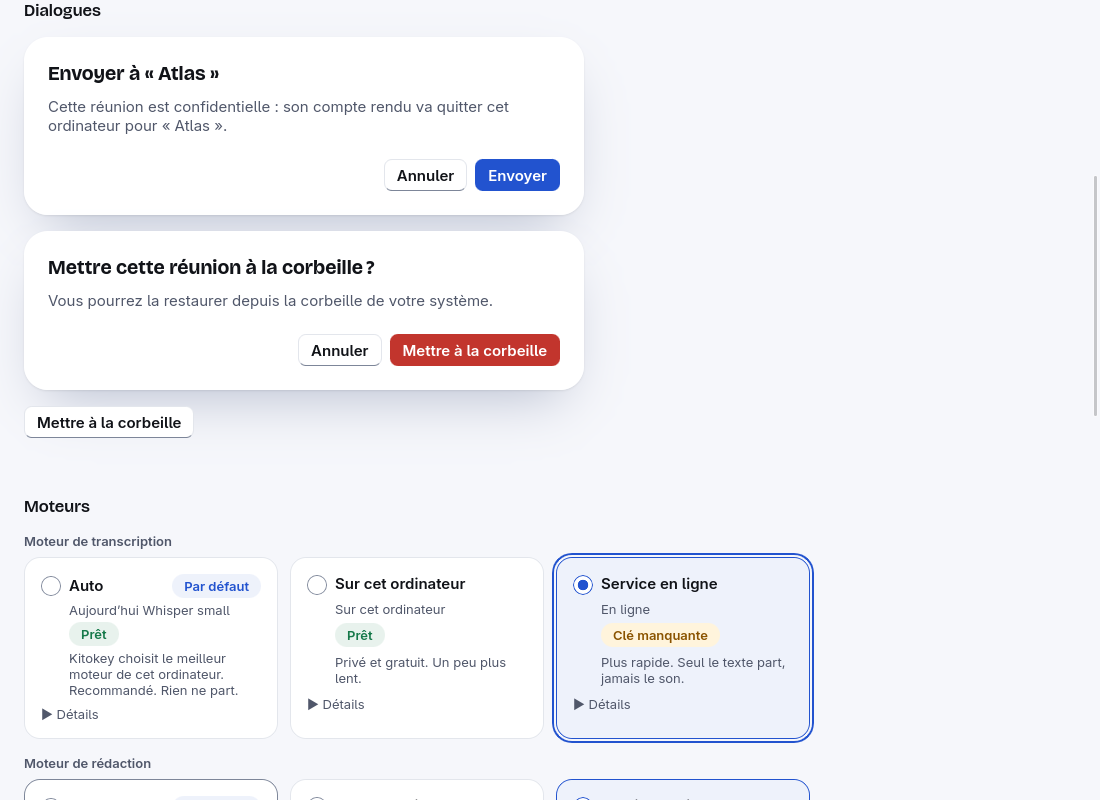 Dialogues
Envoyer à « Atlas »
Cette réunion est confidentielle : son compte rendu va quitter cet
ordinateur pour « Atlas ».
Annuler
Envoyer
Mettre cette réunion à la corbeille ?
Vous pourrez la restaurer depuis la corbeille de votre système.
Annuler
Mettre à la corbeille
Mettre à la corbeille
Moteurs
Moteur de transcription
Auto
Par défaut
Aujourd’hui Whisper small
Prêt
Kitokey choisit le meilleur
moteur de cet ordinateur.
Recommandé. Rien ne part.
▶ Détails
Sur cet ordinateur
Sur cet ordinateur
Prêt
Privé et gratuit. Un peu plus
lent.
▶ Détails
Service en ligne
En ligne
Clé manquante
Plus rapide. Seul le texte part,
jamais le son.
▶ Détails
Moteur de rédaction